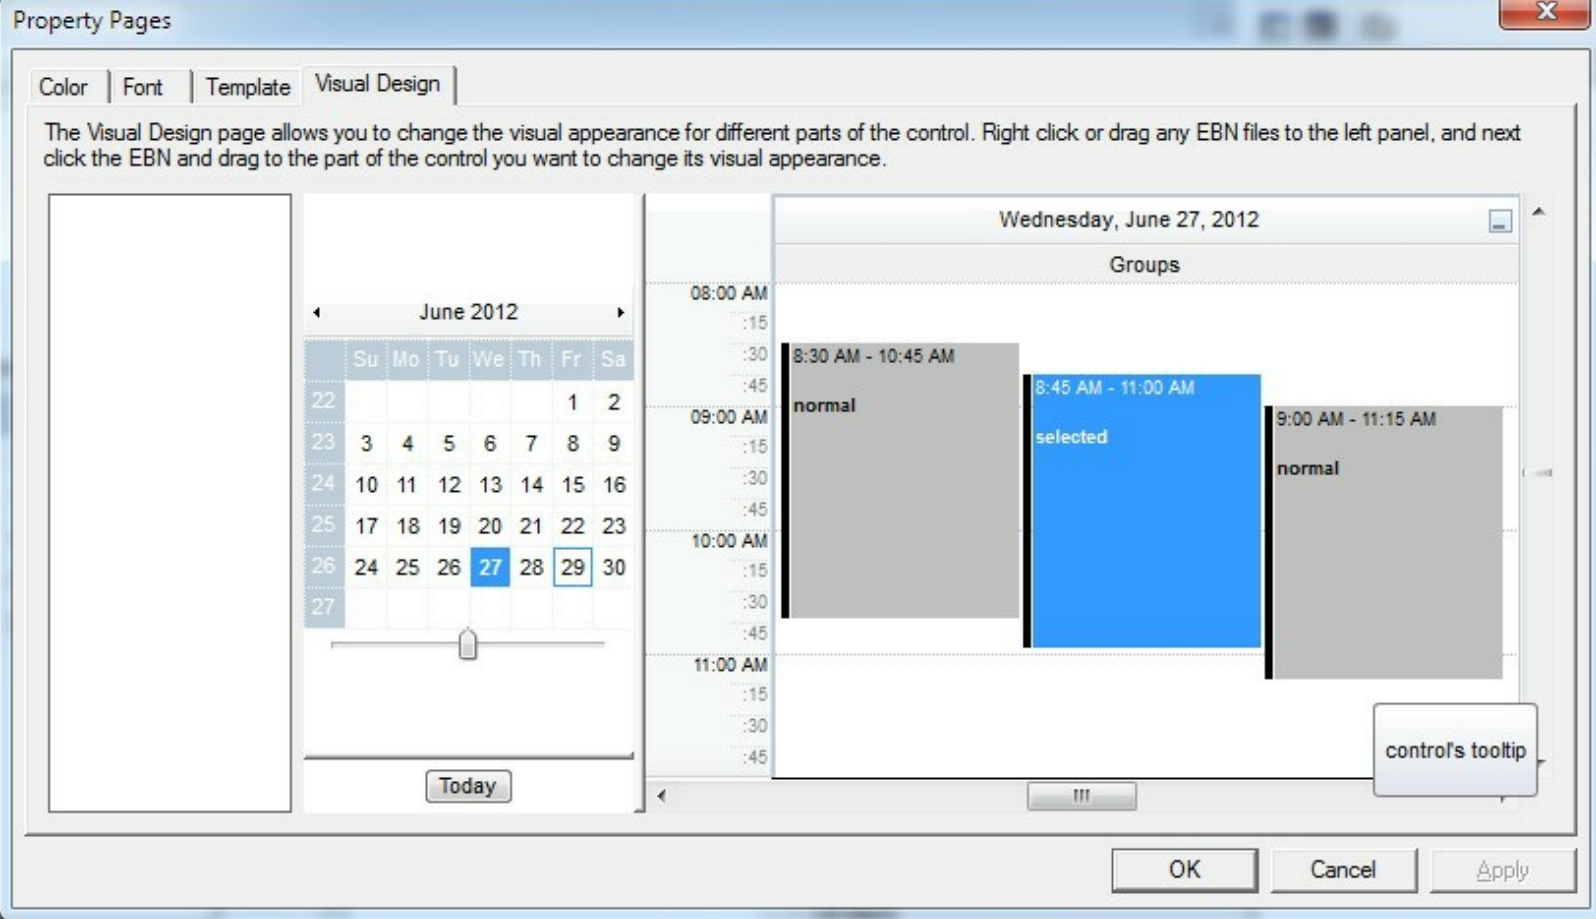 Property Pages
X
Color Font Template Visual Design
The Visual Design page allows you to change the visual appearance for different parts of the control. Right click or drag any EBN files to the left panel, and next
click the EBN and drag to the part of the control you want to change its visual appearance.
June 2012
Su Mo Tu We Th Fr Sa
22 1 2
23 3 4 5 6 7 8 9
24 10 11 12 13 14 15 16
25 17 18 19 20 21 22 23
26 24 25 26 27 28 29 30
27
Today
Wednesday, June 27, 2012
Groups
08:00 AM
:15
:30
:45
09:00 AM
:15
:30
:45
10:00 AM
:15
:30
:45
11:00 AM
:15
:30
:45
8:30 AM - 10:45 AM
normal
8:45 AM - 11:00 AM
selected
9:00 AM - 11:15 AM
normal
control's tooltip
OK Cancel Apply